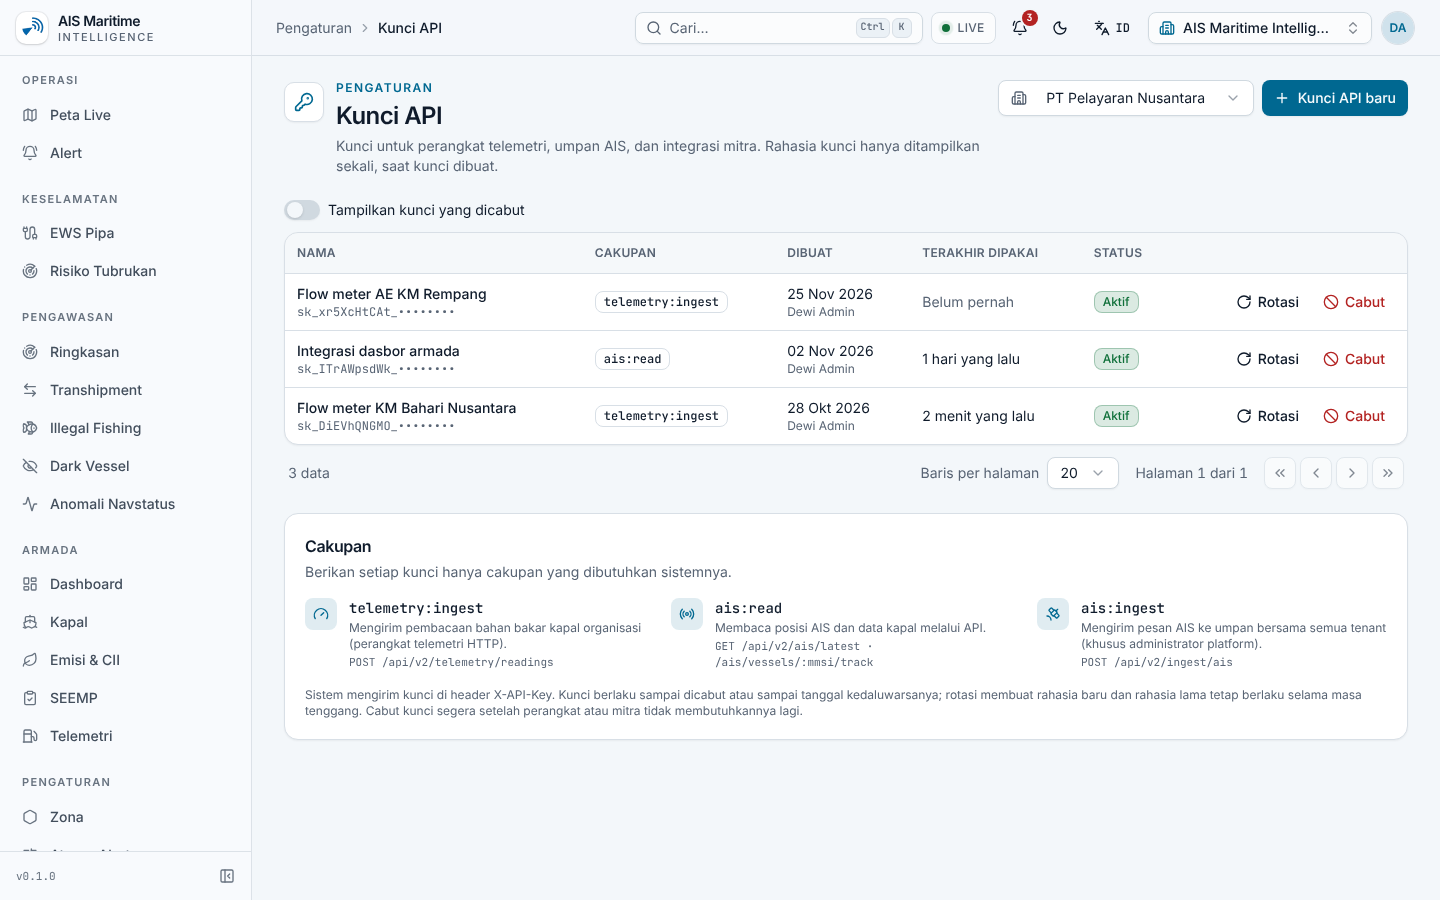 AIS Maritime
INTELLIGENCE
Pengaturan > Kunci API
Cari...
Ctrl K
LIVE
3
ID
AIS Maritime Intellig...
DA
OPERASI
Peta Live
Alert
KESELAMATAN
EWS Pipa
Risiko Tubrukan
PENGAWASAN
Ringkasan
Transhipment
Illegal Fishing
Dark Vessel
Anomali Navstatus
ARMADA
Dashboard
Kapal
Emisi & CII
SEEMP
Telemetri
PENGATURAN
Zona
v0.1.0
PENGATURAN
Kunci API
Kunci untuk perangkat telemetri, umpan AIS, dan integrasi mitra. Rahasia kunci hanya ditampilkan
sekali, saat kunci dibuat.
PT Pelayaran Nusantara
+ Kunci API baru
Tampilkan kunci yang dicabut
NAMA CAKUPAN DIBUAT TERAKHIR DIPAKAI STATUS
Flow meter AE KM Rempang telemetry:ingest 25 Nov 2026 Belum pernah Aktif Rotasi Cabut
sk_xr5XcHtCAt_•••••••• Dewi Admin
Integrasi dasbor armada ais:read 02 Nov 2026 1 hari yang lalu Aktif Rotasi Cabut
sk_ITrAWpsdWk_•••••••• Dewi Admin
Flow meter KM Bahari Nusantara telemetry:ingest 28 Okt 2026 2 menit yang lalu Aktif Rotasi Cabut
sk_DiEVhQNGMO_•••••••• Dewi Admin
3 data
Baris per halaman 20 Halaman 1 dari 1
Cakupan
Berikan setiap kunci hanya cakupan yang dibutuhkan sistemnya.
telemetry:ingest
Mengirim pembacaan bahan bakar kapal organisasi
(perangkat telemetri HTTP).
POST /api/v2/telemetry/readings
ais:read
Membaca posisi AIS dan data kapal melalui API.
GET /api/v2/ais/latest ·
/ais/vessels/:mmsi/track
ais:ingest
Mengirim pesan AIS ke umpan bersama semua tenant
(khusus administrator platform).
POST /api/v2/ingest/ais
Sistem mengirim kunci di header X-API-Key. Kunci berlaku sampai dicabut atau sampai tanggal kedaluwarsanya; rotasi membuat rahasia baru dan rahasia lama tetap berlaku selama masa
tenggang. Cabut kunci segera setelah perangkat atau mitra tidak membutuhkannya lagi.